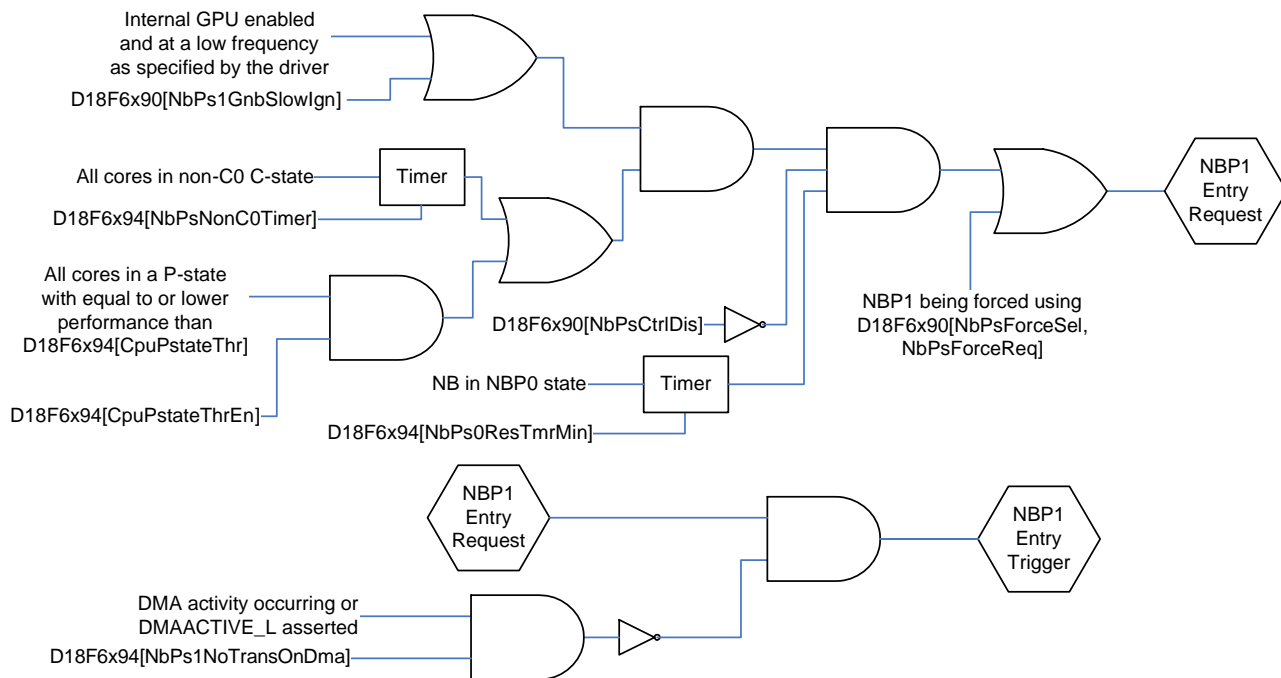 Internal GPU enabled
and at a low frequency
as specified by the driver
D18F6x90[NbPs1GnbSlowIgn]
All cores in non-C0 C-state
Timer
D18F6x94[NbPsNonC0Timer]
All cores in a P-state
with equal to or lower
performance than
D18F6x94[CpuPstateThr]
D18F6x94[CpuPstateThrEn]
D18F6x90[NbPsCtrlDis]
NB in NBP0 state
Timer
D18F6x94[NbPs0ResTmrMin]
NBP1 being forced using
D18F6x90[NbPsForceSel,
NbPsForceReq]
NBP1
Entry
Request
NBP1
Entry
Request
DMA activity occurring or
DMAACTIVE_L asserted
D18F6x94[NbPs1NoTransOnDma]
NBP1
Entry
Trigger